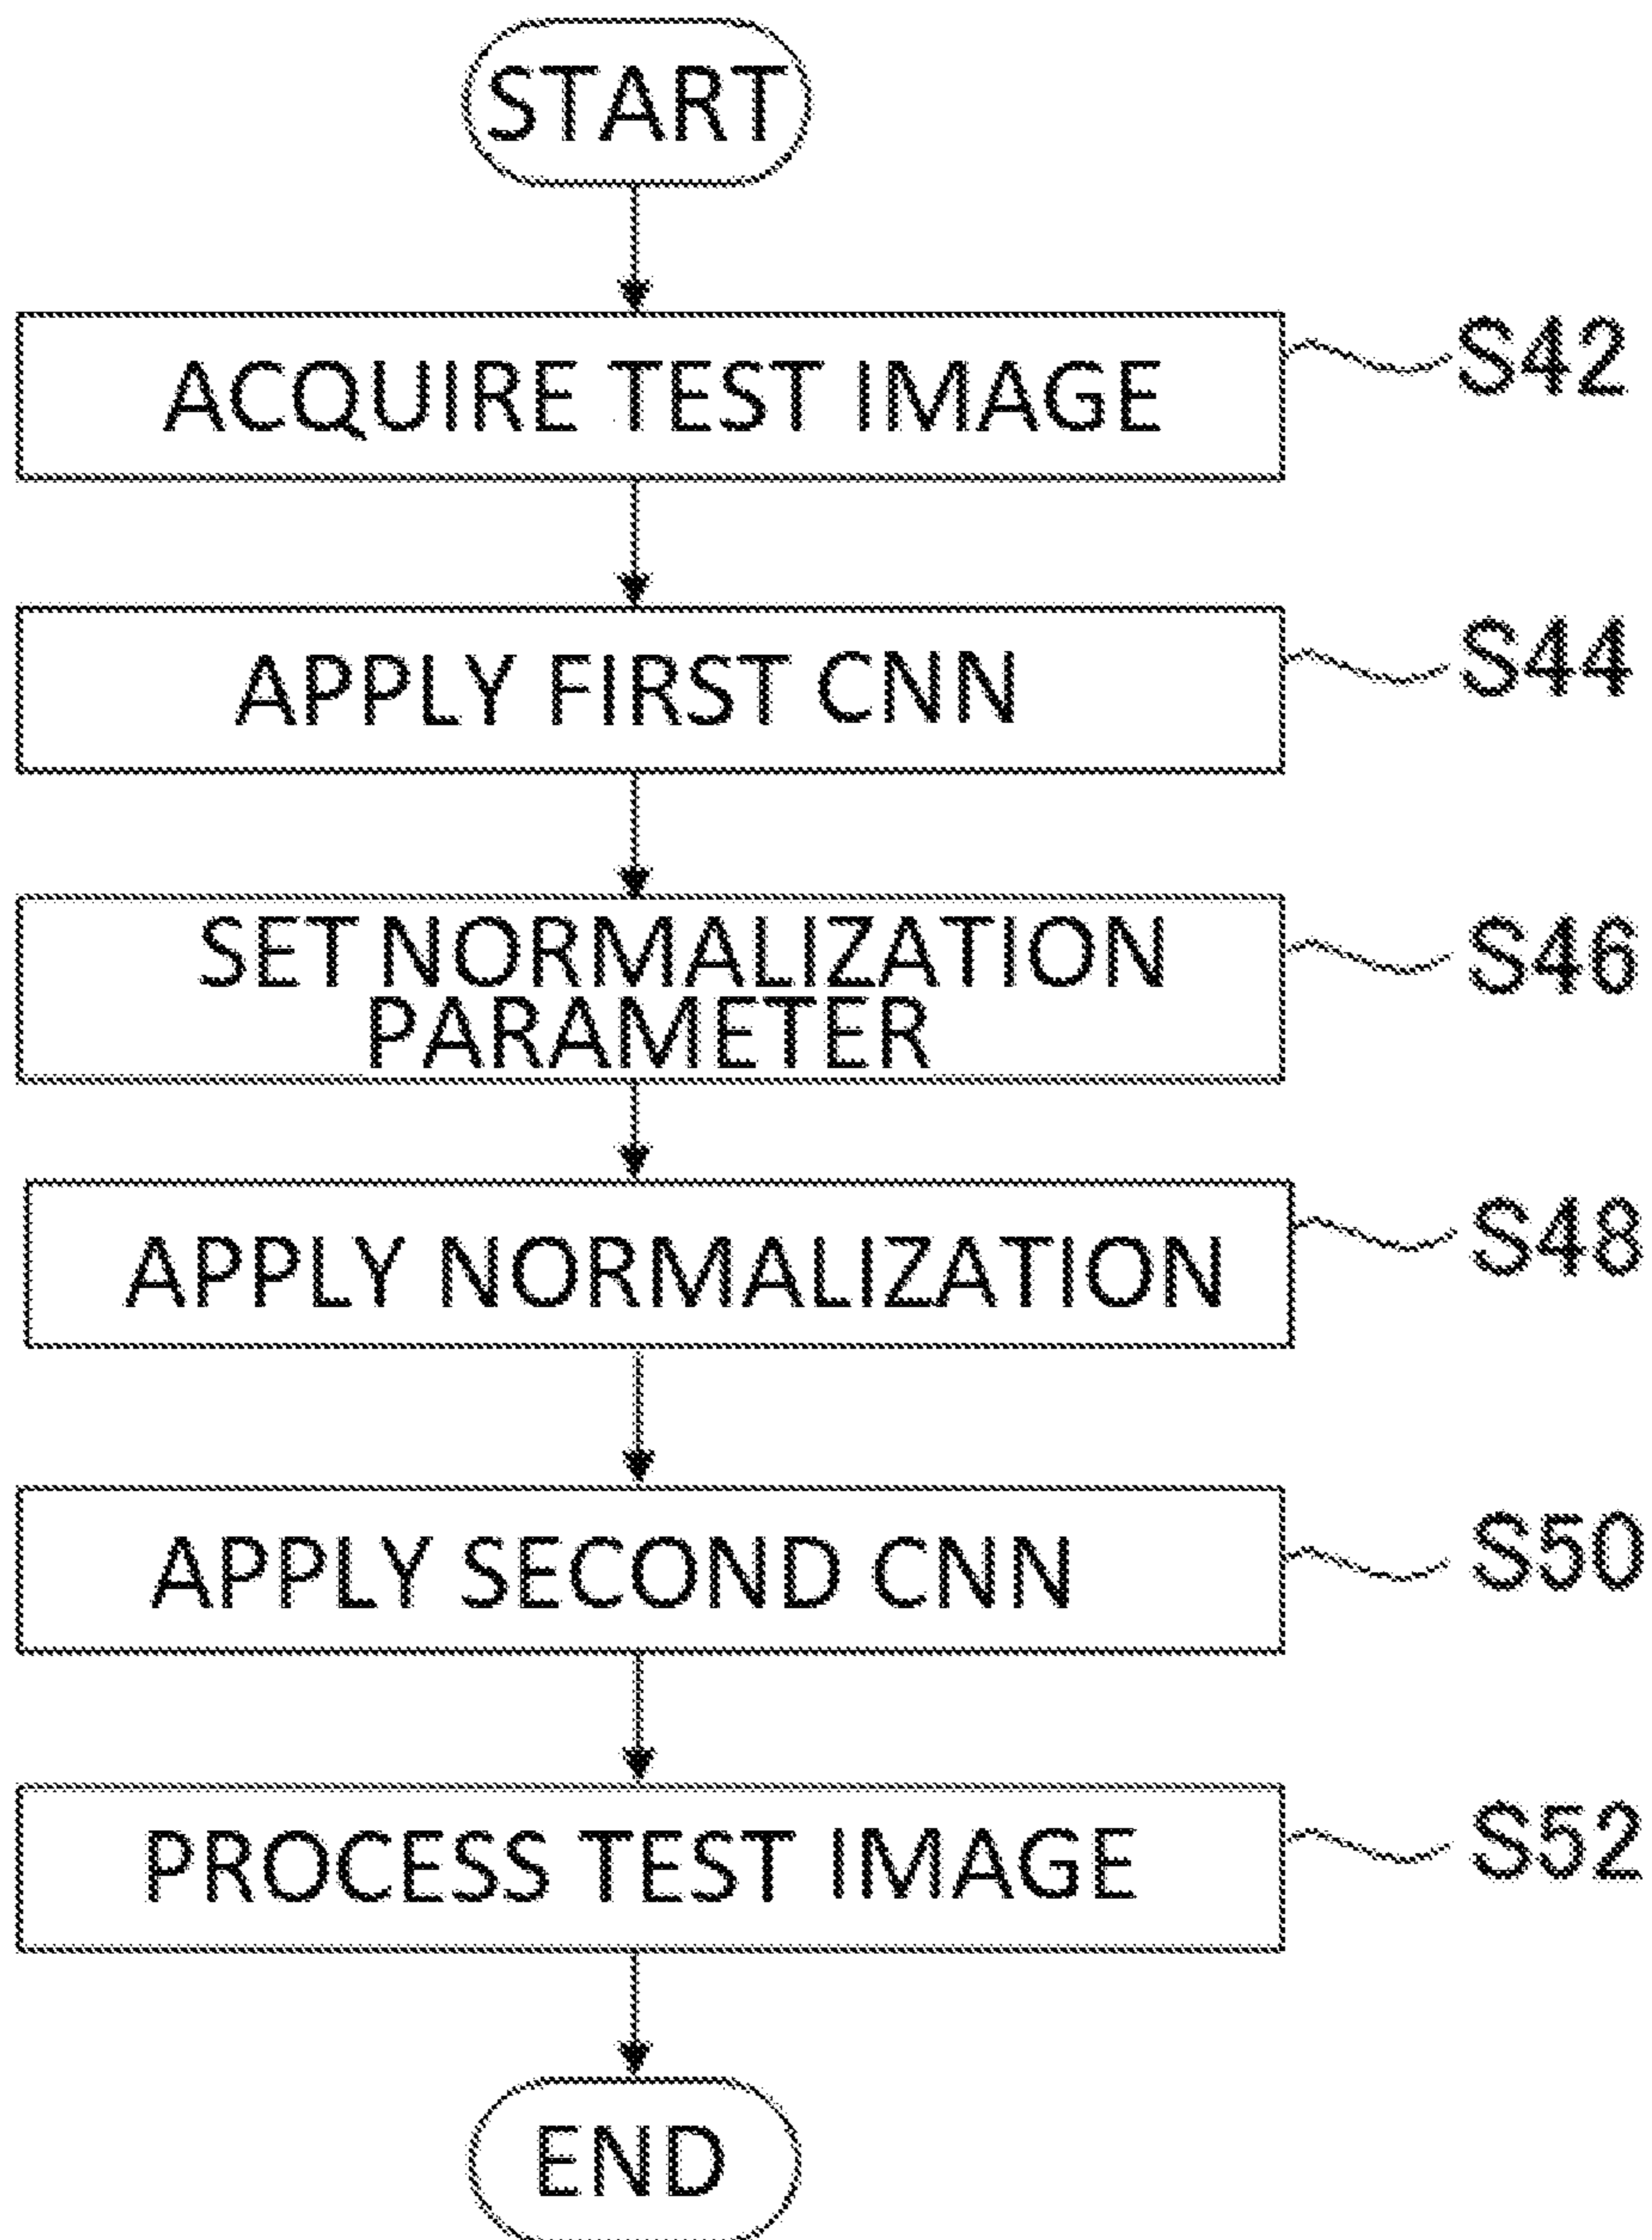 START
ACQUIRE TEST IMAGE
S42
APPLY FIRST CNN
S44
SET NORMALIZATION
PARAMETER
S46
APPLY NORMALIZATION
S48
APPLY SECOND CNN
S50
PROCESS TEST IMAGE
S52
END